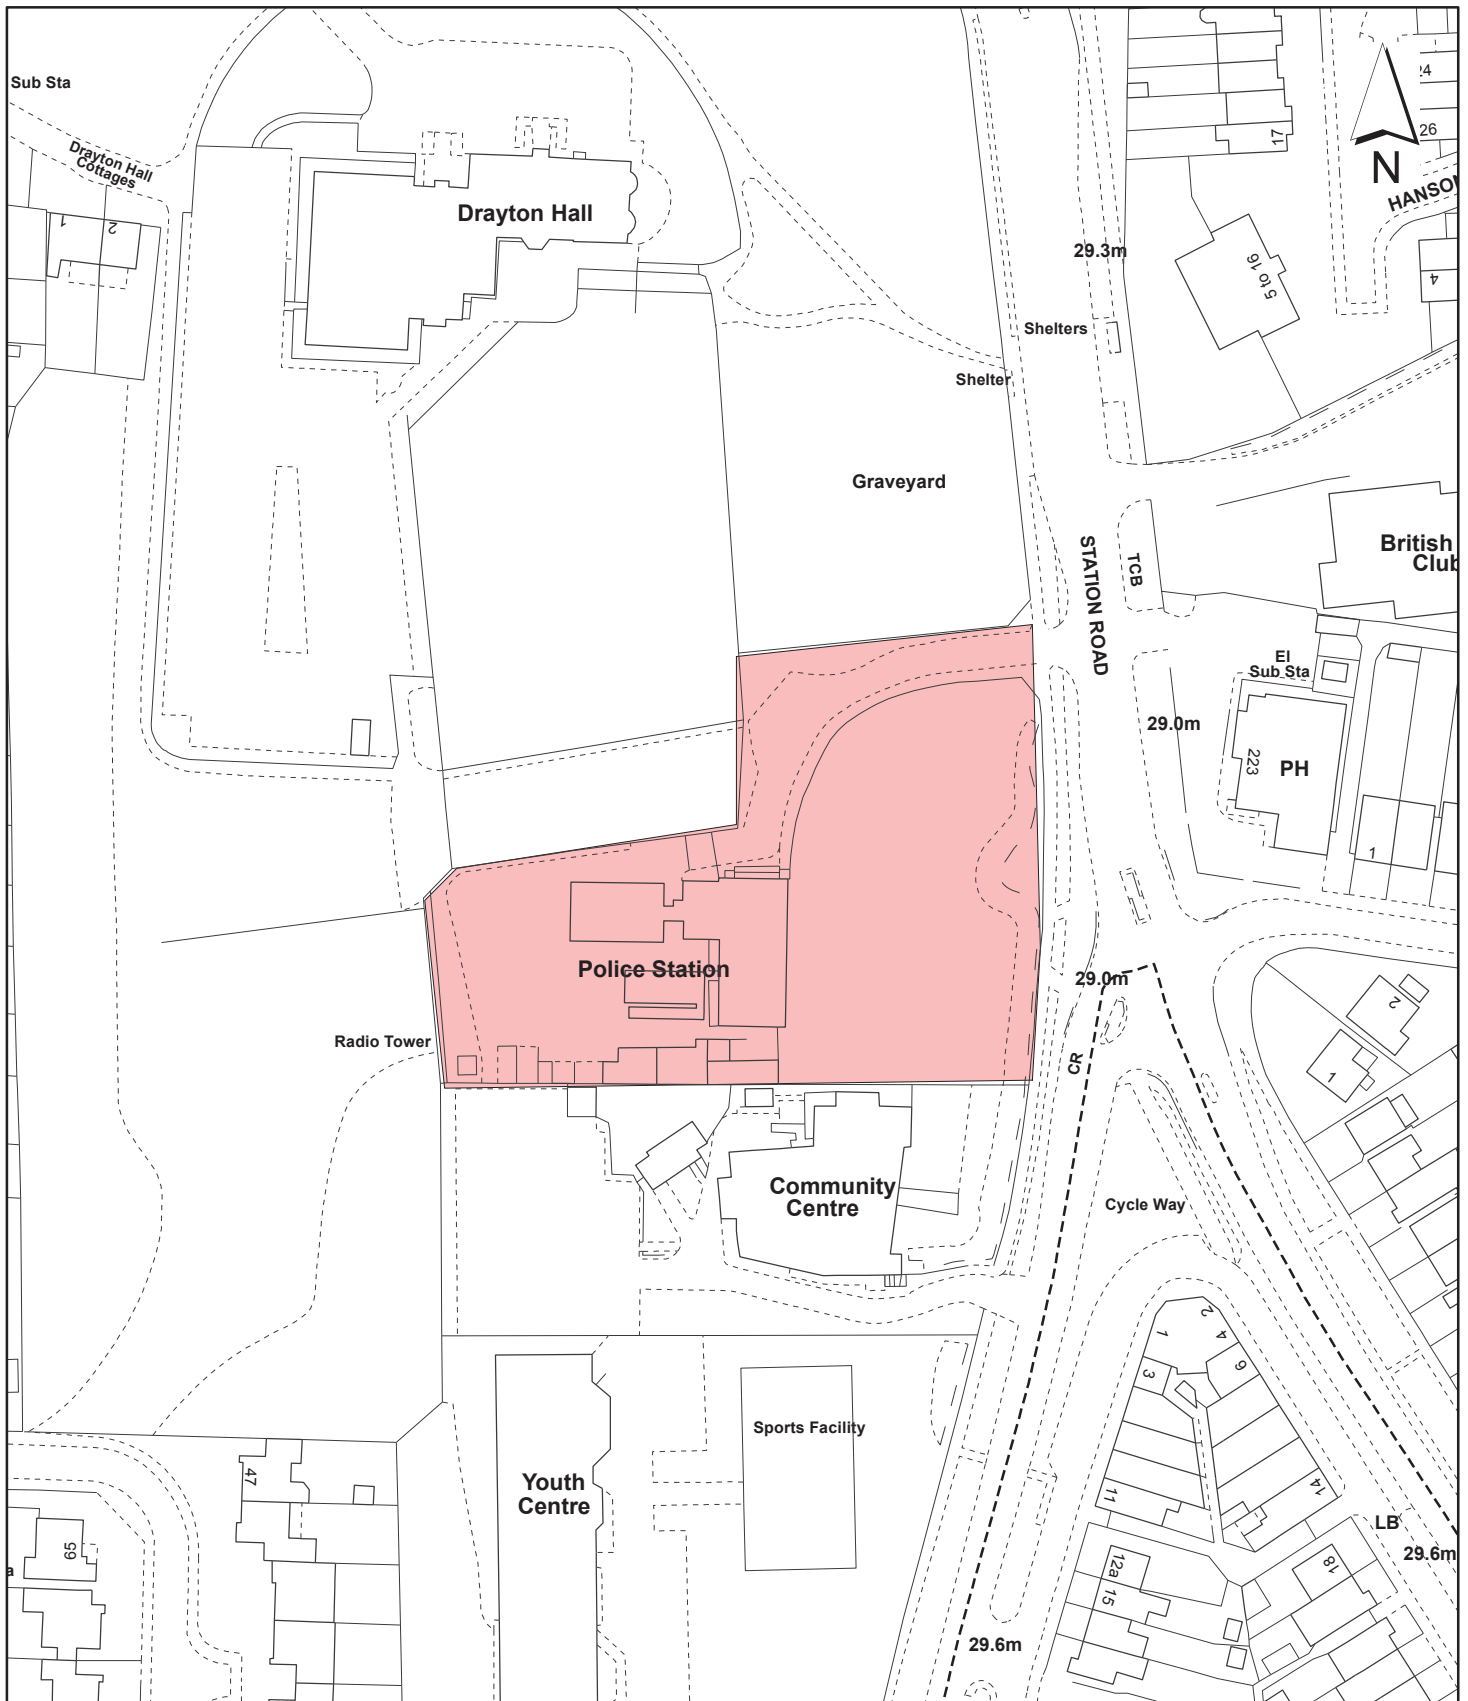 Sub Sta
Drayton Hall
Cottages
1
2
Drayton Hall
17
24
26
N
HANSO
29.3m
5 to 16
4
Shelters
Shelter
Graveyard
STATION ROAD
TCB
British
Club
El
Sub Sta
29.0m
223
PH
1
Police Station
29.0m
2
1
Radio Tower
CR
Community
Centre
Cycle Way
1
2
4
3
6
Sports Facility
47
Youth
Centre
11
14
LB
29.6m
65
a
12a
15
18
29.6m